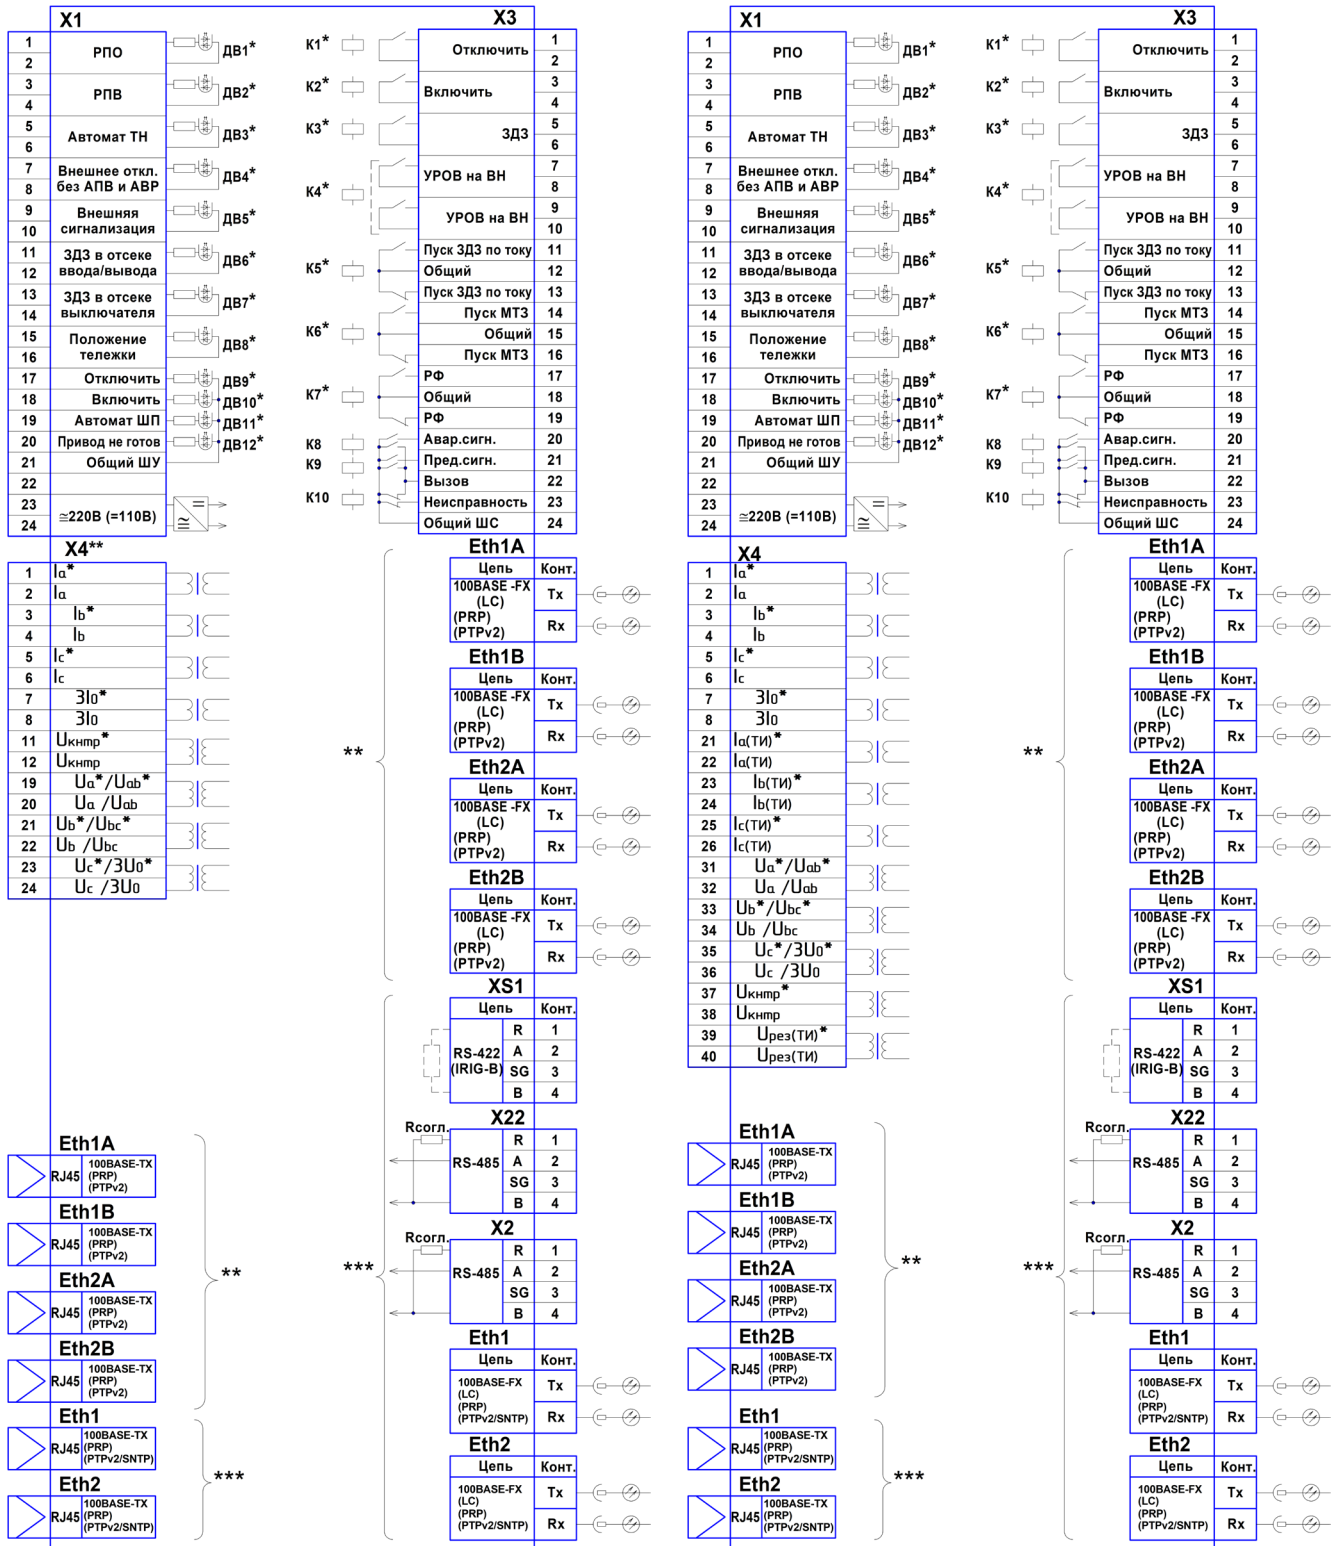 X1
1
РПО
2
3
РПВ
4
5
Автомат ТН
6
7
Внешнее откл.
8
без АПВ и АВР
9
Внешняя
10
сигнализация
11
ЗДЗ в отсеке
12
ввода/вывода
13
ЗДЗ в отсеке
14
выключателя
15
Положение
16
тележки
17 Отключить
18 Включить
19 Автомат ШП
20 Привод не готов
21 Общий ШУ
22
23
≅220В (=110В)
24
=
≅
ДВ1*
ДВ2*
ДВ3*
ДВ4*
ДВ5*
ДВ6*
ДВ7*
ДВ8*
ДВ9*
ДВ10*
ДВ11*
ДВ12*
X3
К1*
К2*
К3*
К4*
К5*
К6*
К7*
К8
К9
К10
Отключить
1
2
Включить
3
4
ЗДЗ
5
6
УРОВ на ВН
7
8
УРОВ на ВН
9
10
Пуск ЗДЗ по току 11
Общий 12
Пуск ЗДЗ по току 13
Пуск МТЗ 14
Общий 15
Пуск МТЗ 16
РФ 17
Общий 18
РФ 19
Авар.сигн. 20
Пред.сигн. 21
Вызов 22
Неисправность 23
Общий ШС 24
X4**
1 Ia*
2 Ia
3 Ib*
4 Ib
5 Ic*
6 Ic
7 3I0*
8 3I0
11 Uкнтр*
12 Uкнтр
19 Ua*/Uab*
20 Ua /Uab
21 Ub*/Ubc*
22 Ub /Ubc
23 Uc*/3U0*
24 Uc /3U0
Eth1A
RJ45
100BASE-TX
(PRP)
(PTPv2)
Eth1B
RJ45
100BASE-TX
(PRP)
(PTPv2)
Eth2A
RJ45
100BASE-TX
(PRP)
(PTPv2)
Eth2B
RJ45
100BASE-TX
(PRP)
(PTPv2)
**
Eth1
RJ45
100BASE-TX
(PRP)
(PTPv2/SNTP)
Eth2
RJ45
100BASE-TX
(PRP)
(PTPv2/SNTP)
***
**
Eth1A
Цепь Конт.
100BASE -FX
(LC)
(PRP)
(PTPv2)
Tx
Rx
Eth1B
Цепь Конт.
100BASE -FX
(LC)
(PRP)
(PTPv2)
Tx
Rx
Eth2A
Цепь Конт.
100BASE -FX
(LC)
(PRP)
(PTPv2)
Tx
Rx
Eth2B
Цепь Конт.
100BASE -FX
(LC)
(PRP)
(PTPv2)
Tx
Rx
***
XS1
Цепь Конт.
RS-422
(IRIG-B)
R 1
A 2
SG 3
B 4
X22
Rсогл.
RS-485
R 1
A 2
SG 3
B 4
X2
Rсогл.
RS-485
R 1
A 2
SG 3
B 4
Eth1
Цепь Конт.
100BASE-FX
(LC)
(PRP)
(PTPv2/SNTP)
Tx
Rx
Eth2
Цепь Конт.
100BASE-FX
(LC)
(PRP)
(PTPv2/SNTP)
Tx
Rx
X1
1
РПО
2
3
РПВ
4
5
Автомат ТН
6
7
Внешнее откл.
8
без АПВ и АВР
9
Внешняя
10
сигнализация
11
ЗДЗ в отсеке
12
ввода/вывода
13
ЗДЗ в отсеке
14
выключателя
15
Положение
16
тележки
17 Отключить
18 Включить
19 Автомат ШП
20 Привод не готов
21 Общий ШУ
22
23
≅220В (=110В)
24
=
≅
ДВ1*
ДВ2*
ДВ3*
ДВ4*
ДВ5*
ДВ6*
ДВ7*
ДВ8*
ДВ9*
ДВ10*
ДВ11*
ДВ12*
X3
К1*
К2*
К3*
К4*
К5*
К6*
К7*
К8
К9
К10
Отключить
1
2
Включить
3
4
ЗДЗ
5
6
УРОВ на ВН
7
8
УРОВ на ВН
9
10
Пуск ЗДЗ по току 11
Общий 12
Пуск ЗДЗ по току 13
Пуск МТЗ 14
Общий 15
Пуск МТЗ 16
РФ 17
Общий 18
РФ 19
Авар.сигн. 20
Пред.сигн. 21
Вызов 22
Неисправность 23
Общий ШС 24
X4
1 Ia*
2 Ia
3 Ib*
4 Ib
5 Ic*
6 Ic
7 3I0*
8 3I0
21 Ia(ТИ)*
22 Ia(ТИ)
23 Ib(ТИ)*
24 Ib(ТИ)
25 Ic(ТИ)*
26 Ic(ТИ)
31 Ua*/Uab*
32 Ua /Uab
33 Ub*/Ubc*
34 Ub /Ubc
35 Uc*/3U0*
36 Uc /3U0
37 Uкнтр*
38 Uкнтр
39 Uрез(ТИ)*
40 Uрез(ТИ)
Eth1A
RJ45
100BASE-TX
(PRP)
(PTPv2)
Eth1B
RJ45
100BASE-TX
(PRP)
(PTPv2)
Eth2A
RJ45
100BASE-TX
(PRP)
(PTPv2)
Eth2B
RJ45
100BASE-TX
(PRP)
(PTPv2)
**
Eth1
RJ45
100BASE-TX
(PRP)
(PTPv2/SNTP)
Eth2
RJ45
100BASE-TX
(PRP)
(PTPv2/SNTP)
***
**
Eth1A
Цепь Конт.
100BASE -FX
(LC)
(PRP)
(PTPv2)
Tx
Rx
Eth1B
Цепь Конт.
100BASE -FX
(LC)
(PRP)
(PTPv2)
Tx
Rx
Eth2A
Цепь Конт.
100BASE -FX
(LC)
(PRP)
(PTPv2)
Tx
Rx
Eth2B
Цепь Конт.
100BASE -FX
(LC)
(PRP)
(PTPv2)
Tx
Rx
***
XS1
Цепь Конт.
RS-422
(IRIG-B)
R 1
A 2
SG 3
B 4
X22
Rсогл.
RS-485
R 1
A 2
SG 3
B 4
X2
Rсогл.
RS-485
R 1
A 2
SG 3
B 4
Eth1
Цепь Конт.
100BASE-FX
(LC)
(PRP)
(PTPv2/SNTP)
Tx
Rx
Eth2
Цепь Конт.
100BASE-FX
(LC)
(PRP)
(PTPv2/SNTP)
Tx
Rx